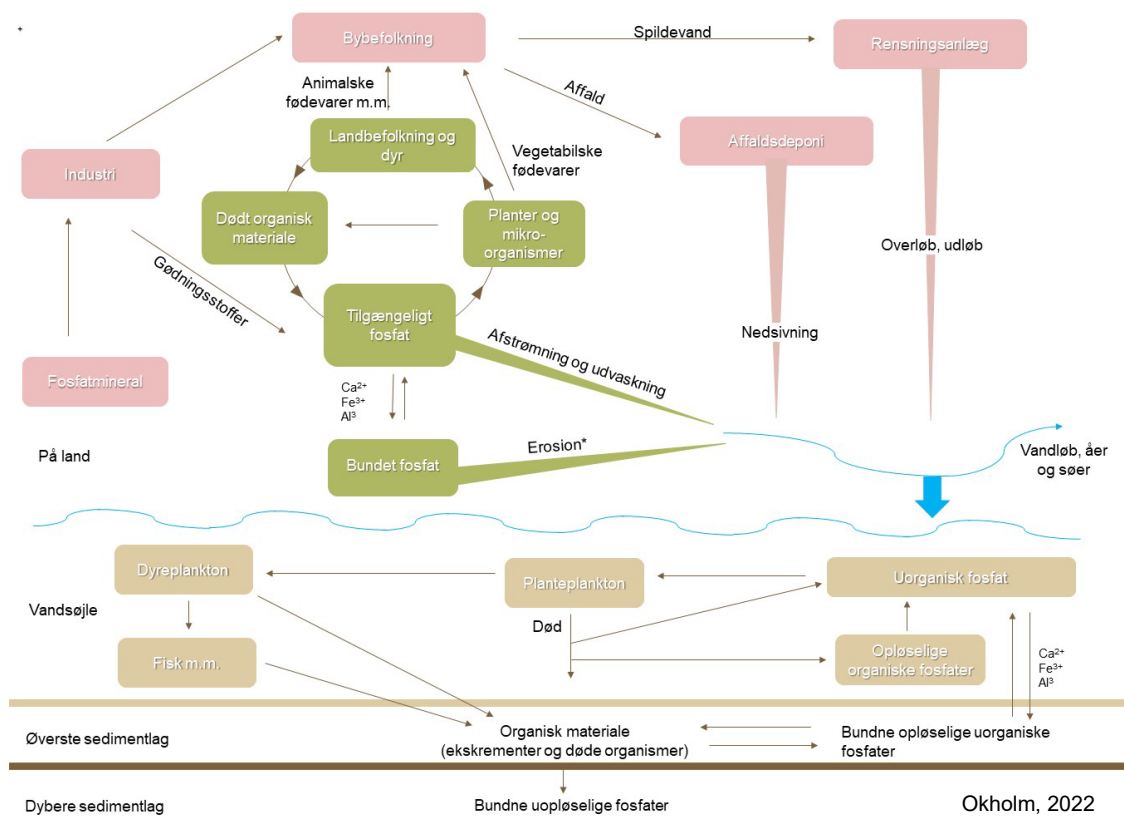 +
Bybefolkning
Spildevand
Rensningsanlæg
Animalske
fødevarer m.m.
Affald
Landbefolkning og
dyr
Affaldsdeponi
Vegetabilske
fødevarer
Industri
Dødt organisk
materiale
Planter og
mikro-
organismer
Overløb, udløb
Gødningsstoffer
Tilgængeligt
fosfat
Nedsivning
Afstrømning og udvaskning
Fosfatmineral
Ca²⁺
Fe³⁺
Al³
Erosion*
På land
Bundet fosfat
Vandløb, åer
og søer
Dyreplankton
Planteplankton
Uorganisk fosfat
Vandsøjle
Død
Fisk m.m.
Opløselige
organiske fosfater
Ca²⁺
Fe³⁺
Al³
Øverste sedimentlag
Organisk materiale
(ekskrementer og døde organismer)
Bundne opløselige uorganiske
fosfater
Dybere sedimentlag
Bundne uopløselige fosfater
Okholm, 2022